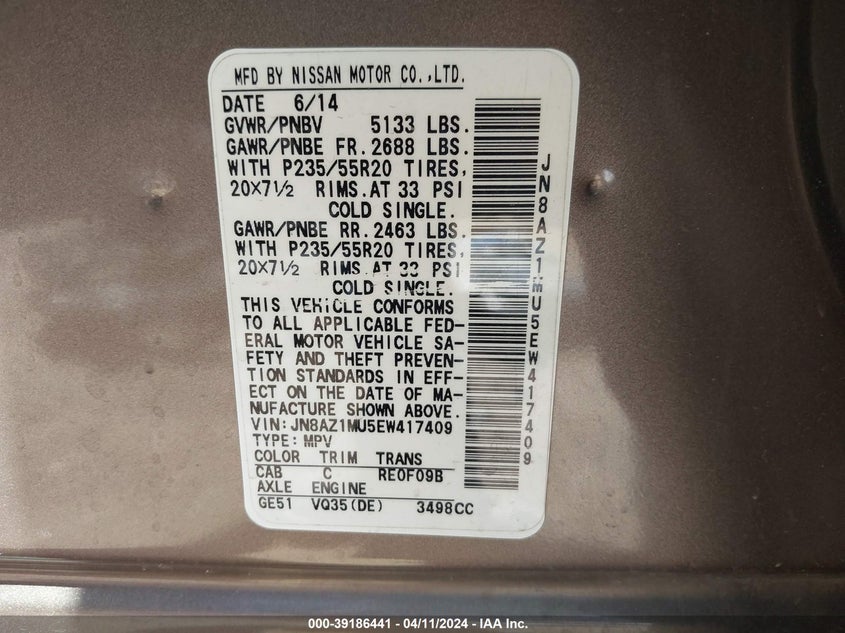 MFD BY NISSAN MOTOR CO.,LTD.
DATE 6/14
GVWR/PNBV 5133 LBS.
GAWR/PNBE FR.2688 LBS.
WITH P235/55R20 TIRES,
20X7½ RIMS.AT 33 PSI
COLD SINGLE.
GAWR/PNBE RR.2463 LBS.
WITH P235/55R20 TIRES,
20X7½ RIMS.AT 33 PSI
COLD SINGLE.
THIS VEHICLE CONFORMS
TO ALL APPLICABLE FED-
ERAL MOTOR VEHICLE SA-
FETY AND THEFT PREVEN-
TION STANDARDS IN EFF-
ECT ON THE DATE OF MA-
NUFACTURE SHOWN ABOVE.
VIN:JN8AZ1MU5EW417409
TYPE:MPV
COLOR TRIM TRANS
CAB C RE0F09B
AXLE ENGINE
GE51 VQ35(DE) 3498CC
JN8AZ1MU5EW417409
000-39186441 - 04/11/2024 - IAA Inc.